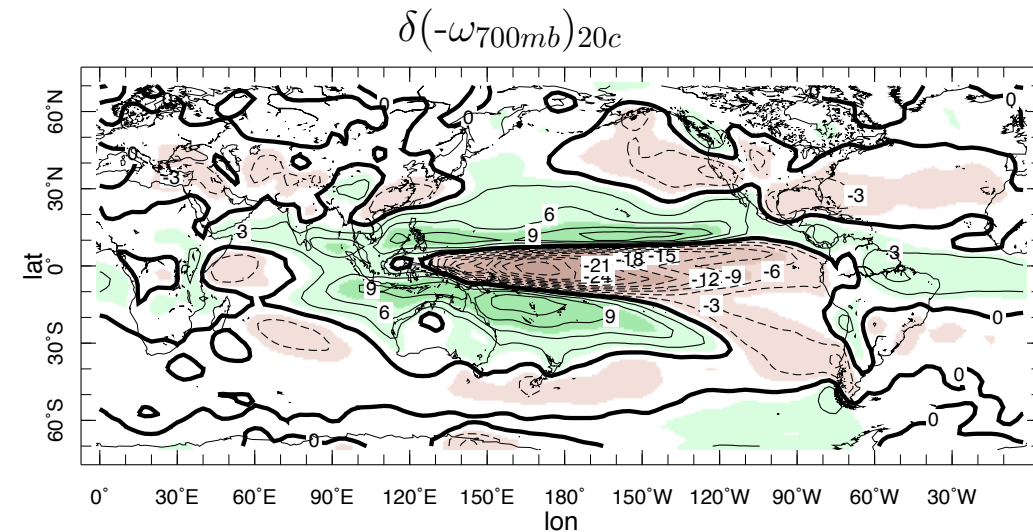 δ(-ω700mb)20c
60˚N
30˚N
0˚
30˚S
60˚S
lat
0 0 0
0 -3 -3
3 6 9 3
-21 -18 -15 -12 -9 -6
-24 -3
9 6 9 0
0 0
0˚ 30˚E 60˚E 90˚E 120˚E 150˚E 180˚ 150˚W 120˚W 90˚W 60˚W 30˚W
lon